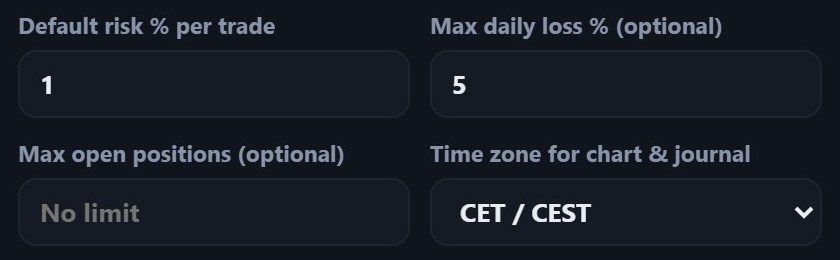 Default risk % per trade
Max daily loss % (optional)
1
5
Max open positions (optional)
Time zone for chart & journal
No limit
CET / CEST